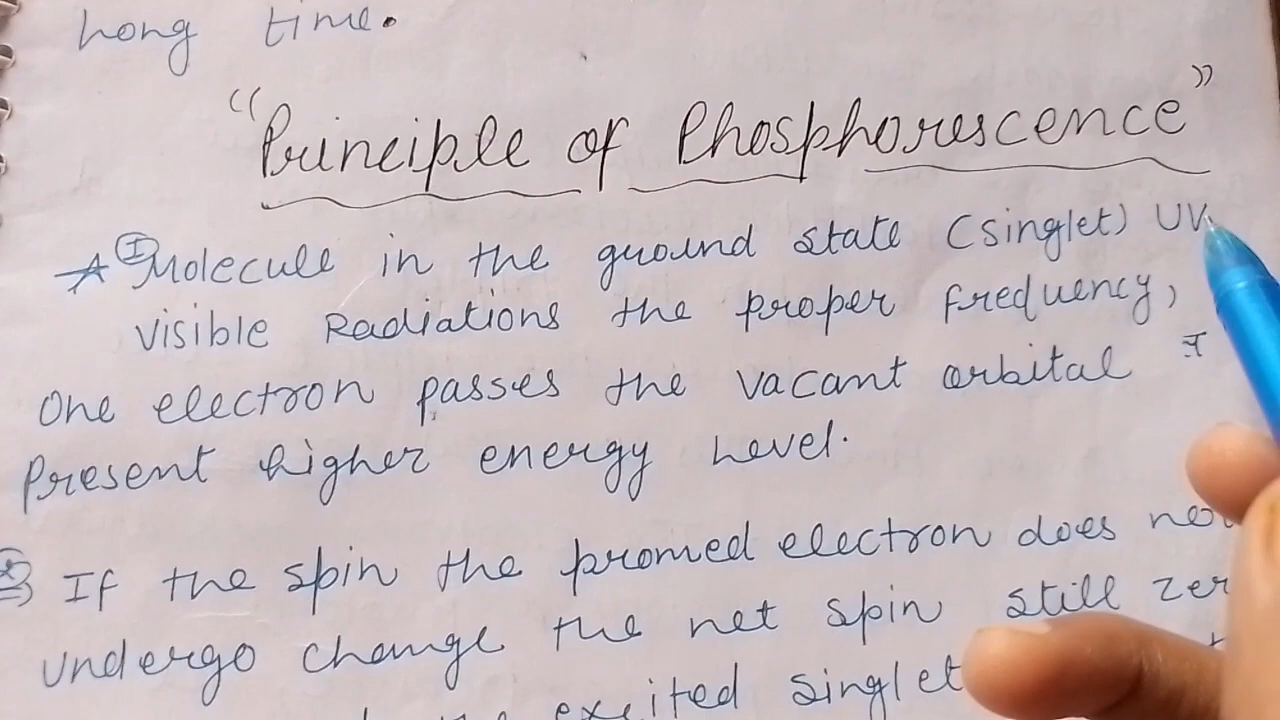 Long time.
"Principle of Phosphorescence"
① Molecule in the ground state (singlet) UV
visible Radiations the proper frequency,
One electron passes the vacant orbital
Present higher energy Level.
If the spin the promed electron does
undergo change the net spin still
excited singlet